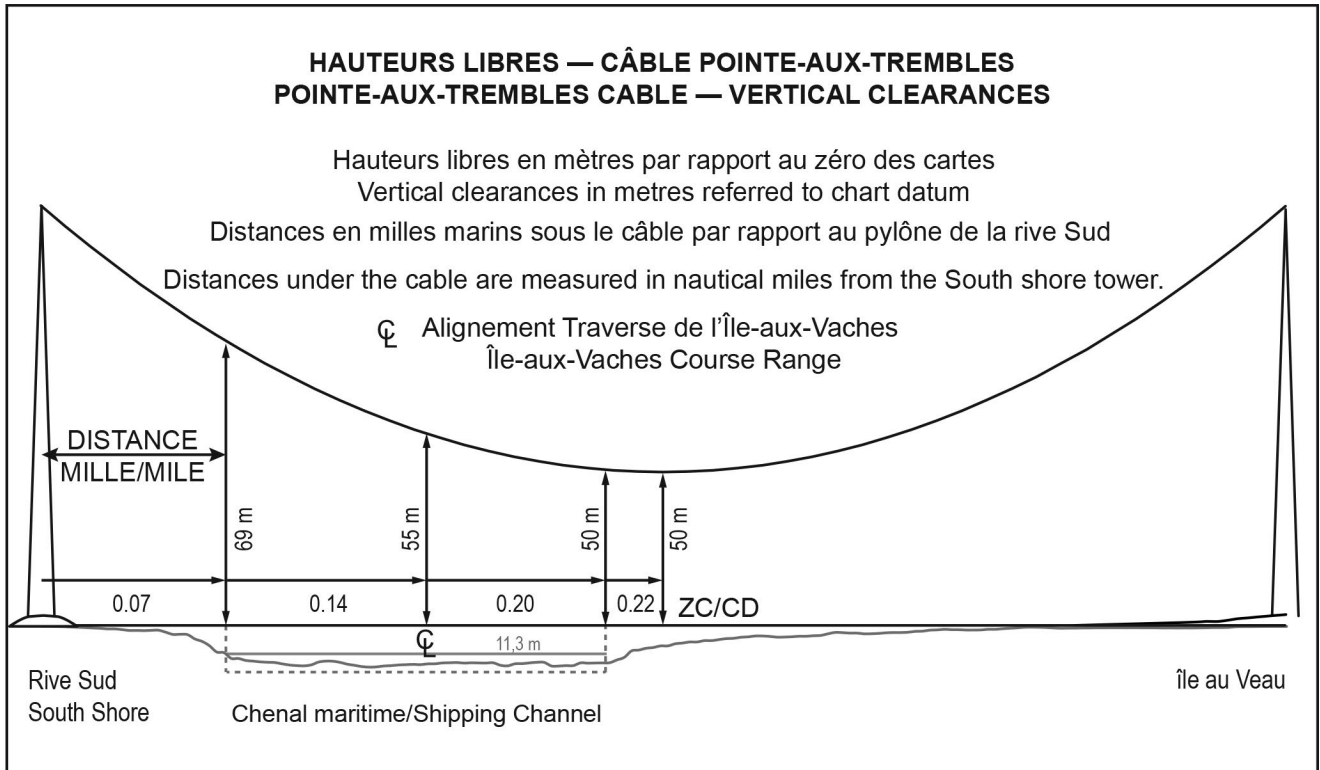 HAUTEURS LIBRES — CÂBLE POINTE-AUX-TREMBLES
POINTE-AUX-TREMBLES CABLE — VERTICAL CLEARANCES
Hauteurs libres en mètres par rapport au zéro des cartes
Vertical clearances in metres referred to chart datum
Distances en milles marins sous le câble par rapport au pylône de la rive Sud
Distances under the cable are measured in nautical miles from the South shore tower.
℄ Alignement Traverse de l'Île-aux-Vaches
Île-aux-Vaches Course Range
DISTANCE
MILLE/MILE
69 m
55 m
50 m
50 m
0.07
0.14
0.20
0.22
ZC/CD
℄
11,3 m
Rive Sud
South Shore
Chenal maritime/Shipping Channel
île au Veau